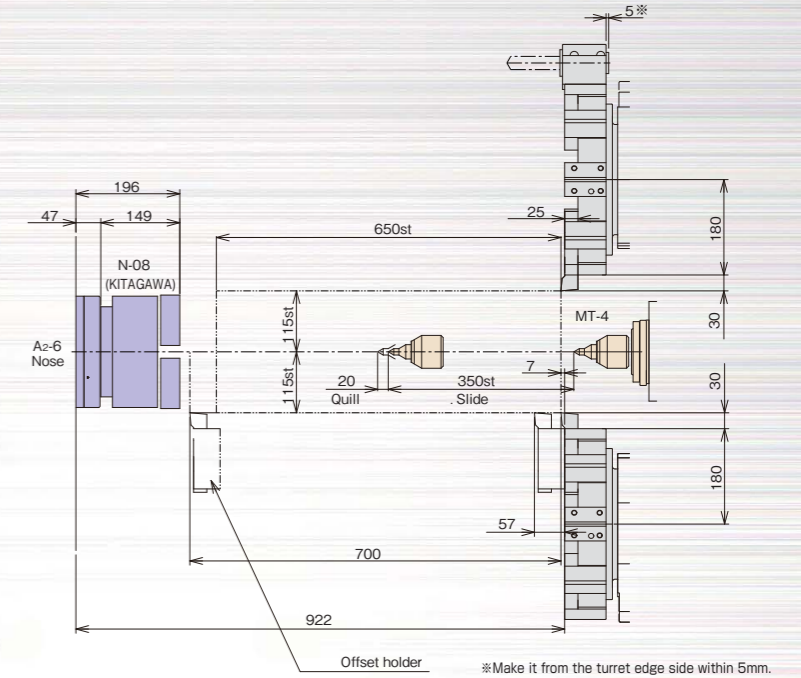 5※
196
47
149
25
650st
180
N-08
(KITAGAWA)
115st
MT-4
30
A2-6
Nose
7
20
350st
Quill
. Slide
115st
30
180
57
700
922
Offset holder
※Make it from the turret edge side within 5mm.